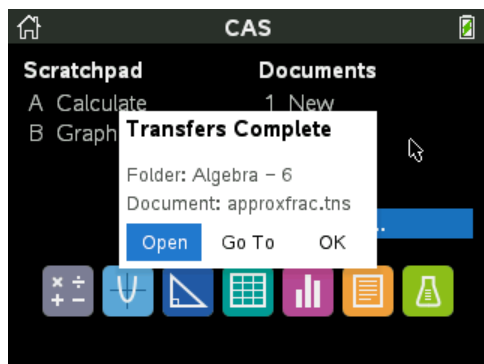 CAS
Scratchpad Documents
A Calculate 1 New
B Graph
Transfers Complete
Folder: Algebra – 6
Document: approxfrac.tns
..
Open Go To OK